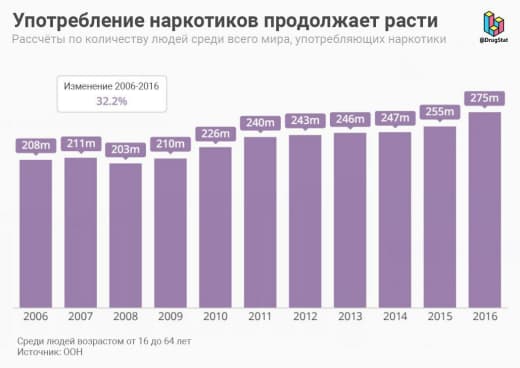 Употребление наркотиков продолжает расти
Рассчёты по количеству людей среди всего мира, употребляющих наркотики
@DrugStat
Изменение 2006-2016
32.2%
208m 211m 203m 210m 226m 240m 243m 246m 247m 255m 275m
2006 2007 2008 2009 2010 2011 2012 2013 2014 2015 2016
Среди людей возрастом от 16 до 64 лет
Источник: ООН